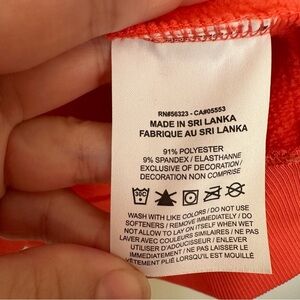 RN#56323 - CA#05553
MADE IN SRI LANKA
FABRIQUE AU SRI LANKA
91% POLYESTER
9% SPANDEX / ELASTHANNE
EXCLUSIVE OF DECORATION /
DECORATION NON COMPRISE
WASH WITH LIKE COLORS / DO NOT USE
SOFTENERS / REMOVE IMMEDIATELY / DO
NOT ALLOW TO LAY ON ITSELF WHEN WET
LAVER AVEC COULEURS SIMILAIRES / NE PAS
UTILISER D'ADOUCISSEUR / ENLEVER
IMMÉDIATEMENT / NE PAS LAISSER LE
VÊTEMENT PLIÉ LORSQU'IL EST MOUILLÉ